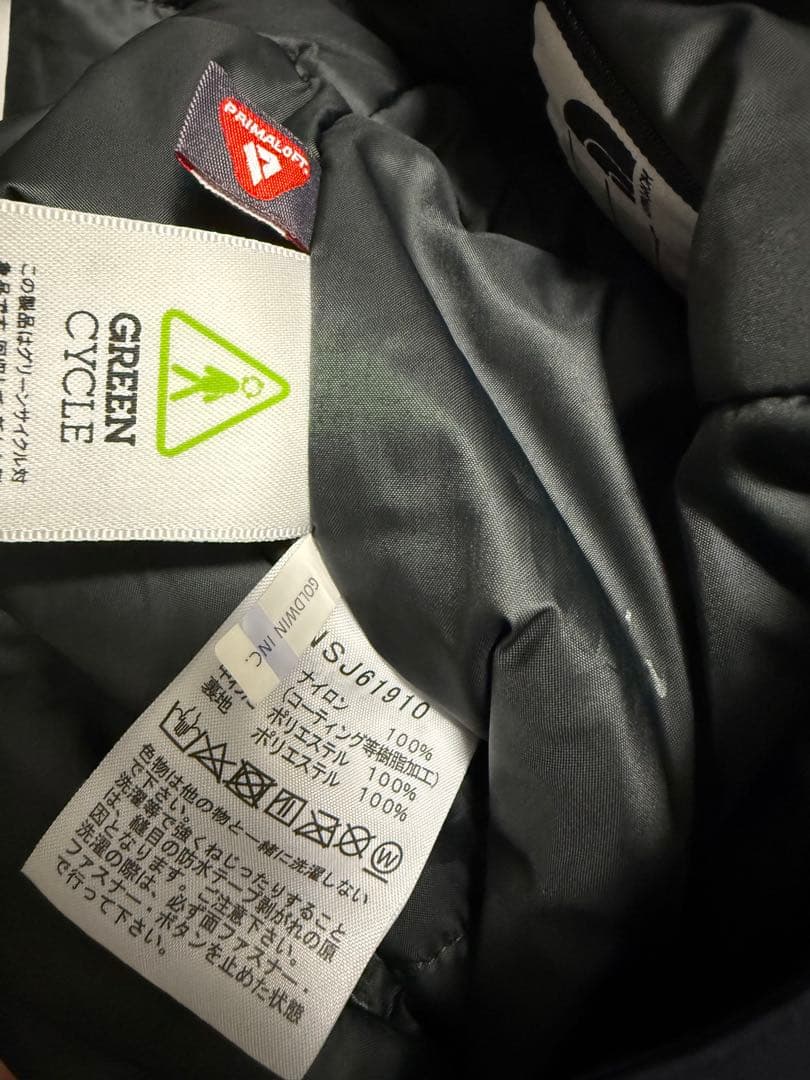 PRIMALOFT®
GREEN
CYCLE
この製品はグリーンサイクル対
GOLDWIN INC.
NSJ61910
ナイロン 100%
(コーティング等樹脂加工)
ポリエステル 100%
裏地 ポリエステル 100%
色物は他の物と一緒に洗濯しない
で下さい。
洗濯等で強くねじったりすること
は、縫目の防水テープ剥がれの原
因となります。ご注意下さい。
洗濯の際は、必ず面ファスナー・
ファスナー・ボタンを止めた状態
で行って下さい。